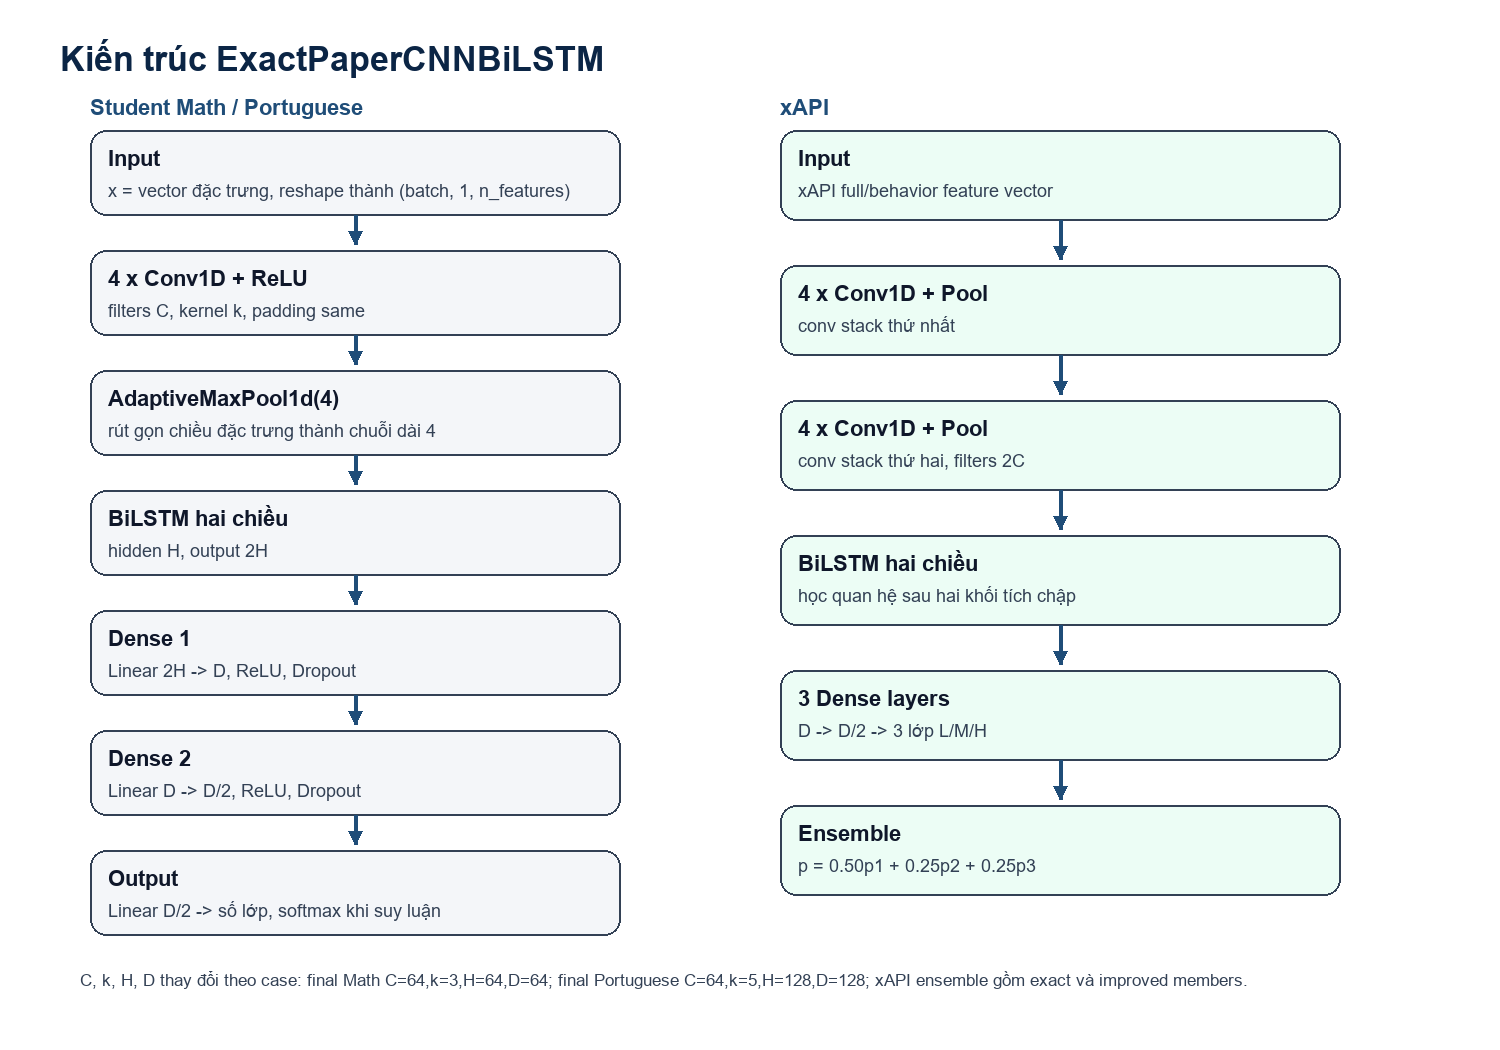 Kiến trúc ExactPaperCNNBiLSTM
Student Math / Portuguese
Input
x = vector đặc trưng, reshape thành (batch, 1, n_features)
4 x Conv1D + ReLU
filters C, kernel k, padding same
AdaptiveMaxPool1d(4)
rút gọn chiều đặc trưng thành chuỗi dài 4
BiLSTM hai chiều
hidden H, output 2H
Dense 1
Linear 2H -> D, ReLU, Dropout
Dense 2
Linear D -> D/2, ReLU, Dropout
Output
Linear D/2 -> số lớp, softmax khi suy luận
xAPI
Input
xAPI full/behavior feature vector
4 x Conv1D + Pool
conv stack thứ nhất
4 x Conv1D + Pool
conv stack thứ hai, filters 2C
BiLSTM hai chiều
học quan hệ sau hai khối tích chập
3 Dense layers
D -> D/2 -> 3 lớp L/M/H
Ensemble
p = 0.50p1 + 0.25p2 + 0.25p3
C, k, H, D thay đổi theo case: final Math C=64,k=3,H=64,D=64; final Portuguese C=64,k=5,H=128,D=128; xAPI ensemble gồm exact và improved members.